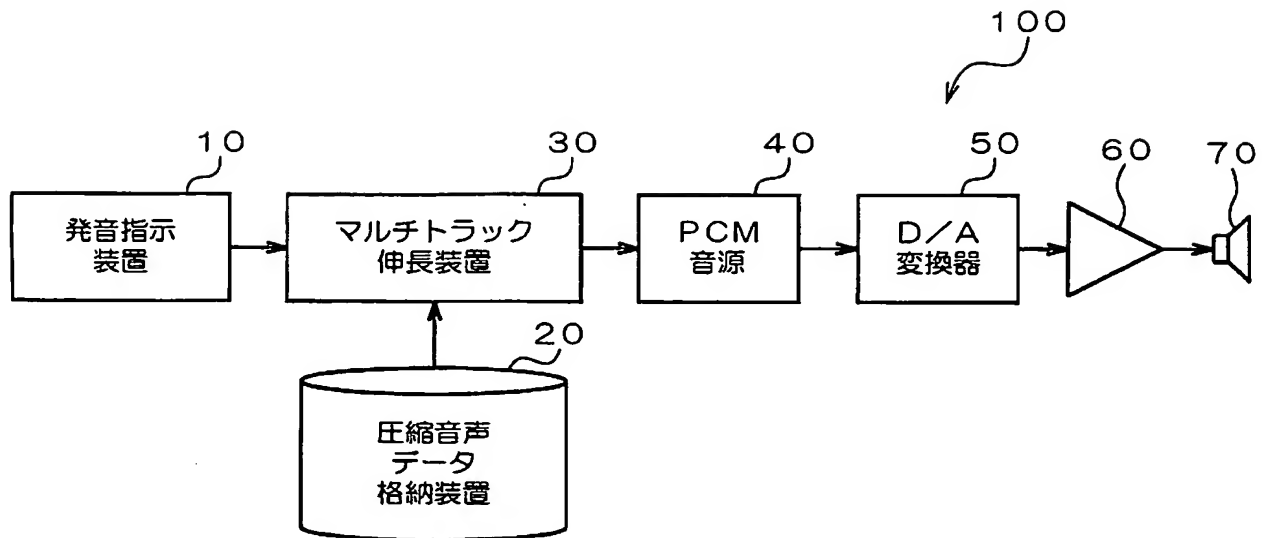 100
10
30
40
50
60
70
発音指示
装置
マルチトラック
伸長装置
PCM
音源
D/A
変換器
20
圧縮音声
データ
格納装置